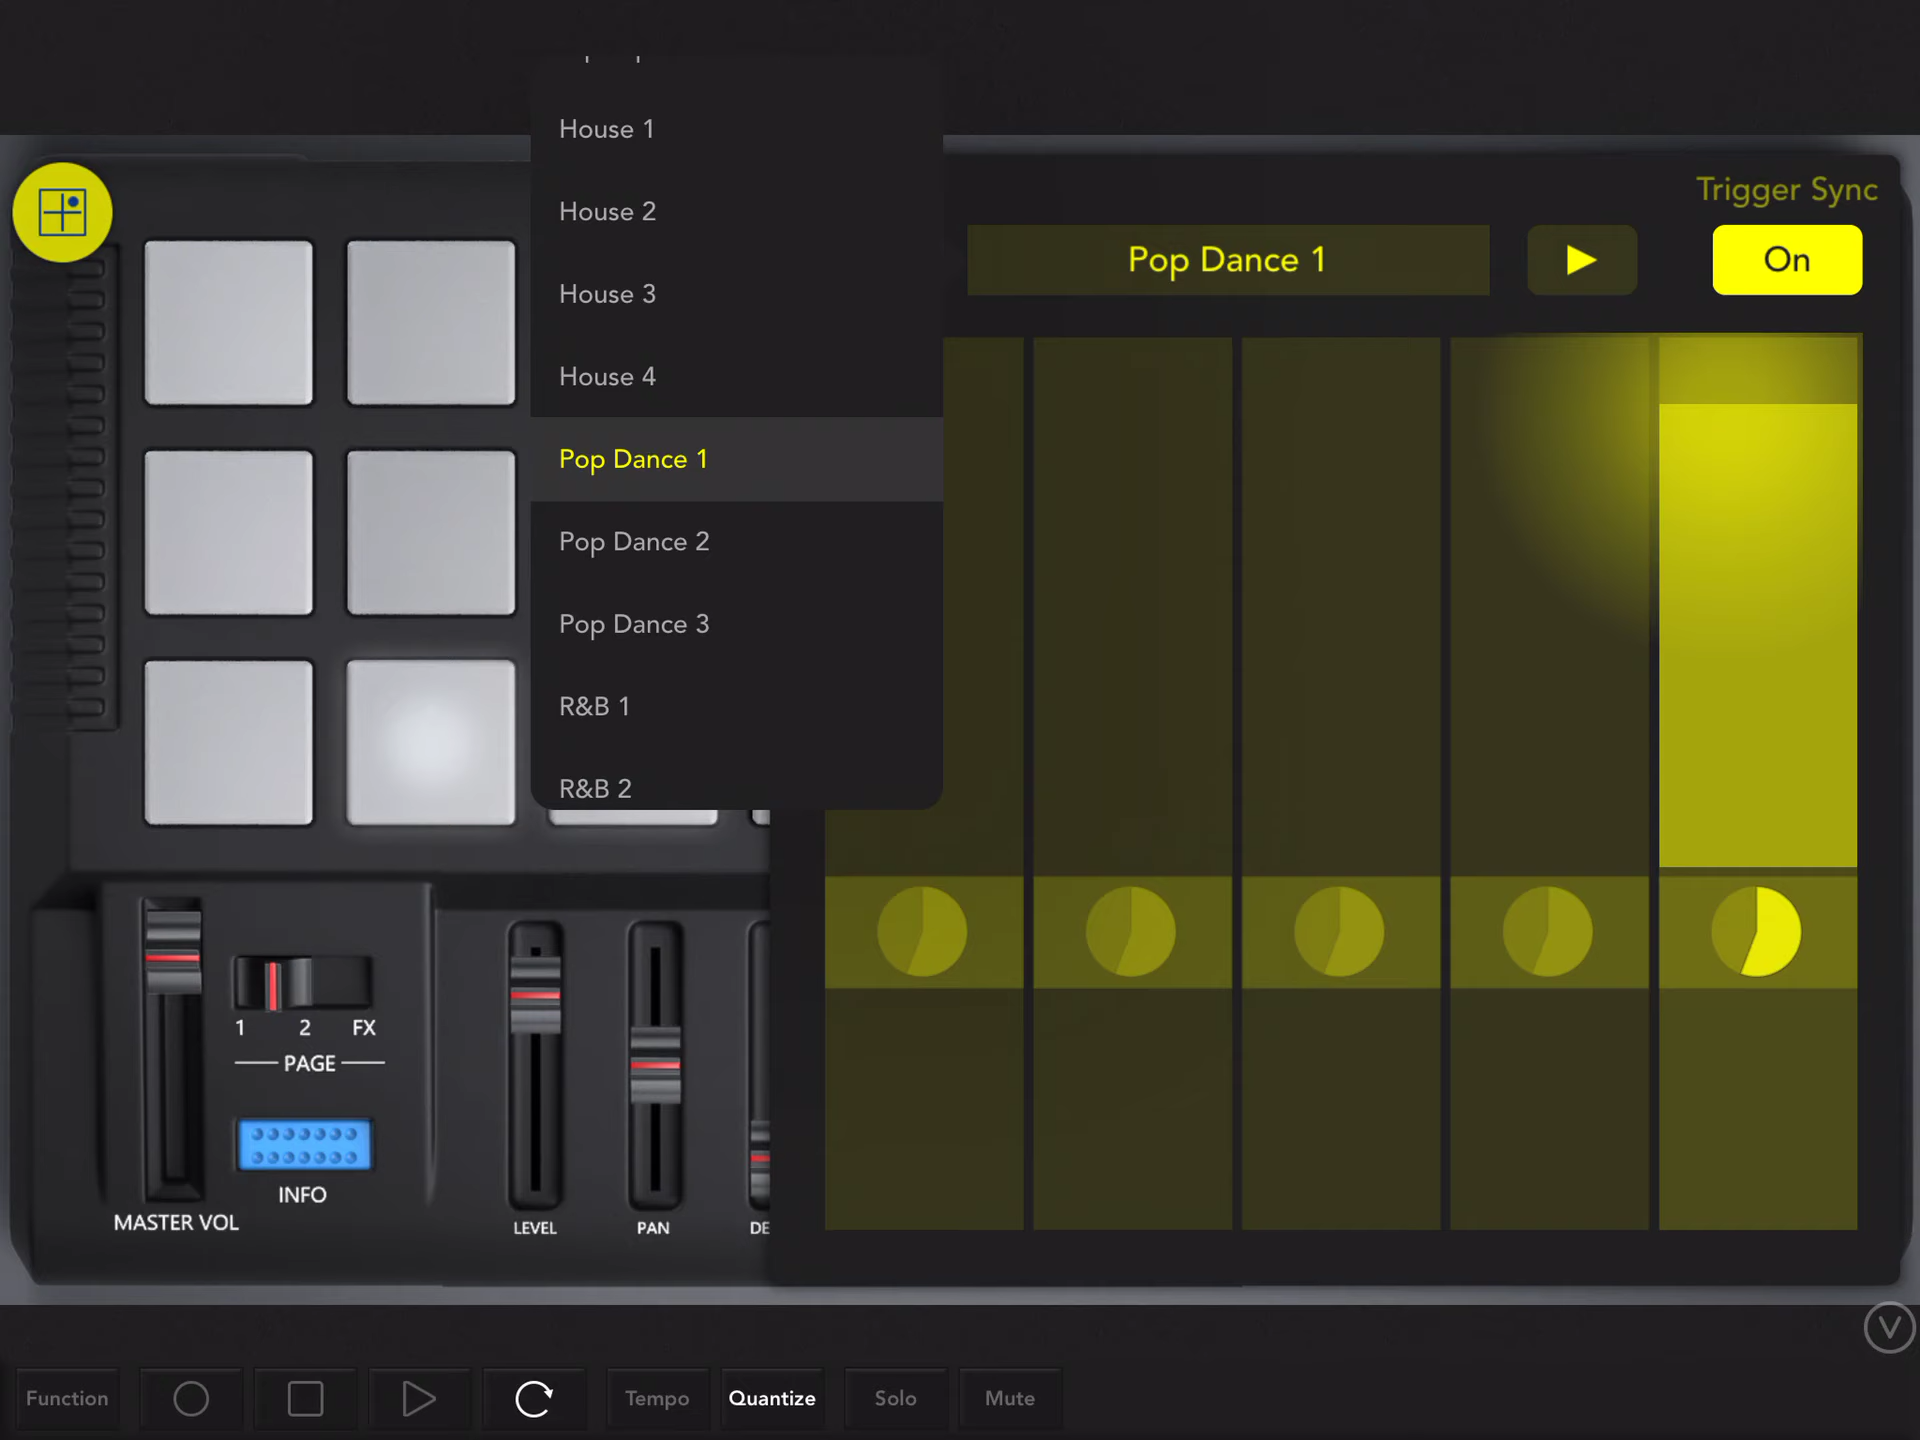 House 1
House 2
House 3
House 4
Pop Dance 1
Pop Dance 2
Pop Dance 3
R&B 1
R&B 2
Trigger Sync
Pop Dance 1
On
1 2 FX
PAGE
INFO
MASTER VOL
LEVEL
PAN
DE
V
Function
Tempo
Quantize
Solo
Mute